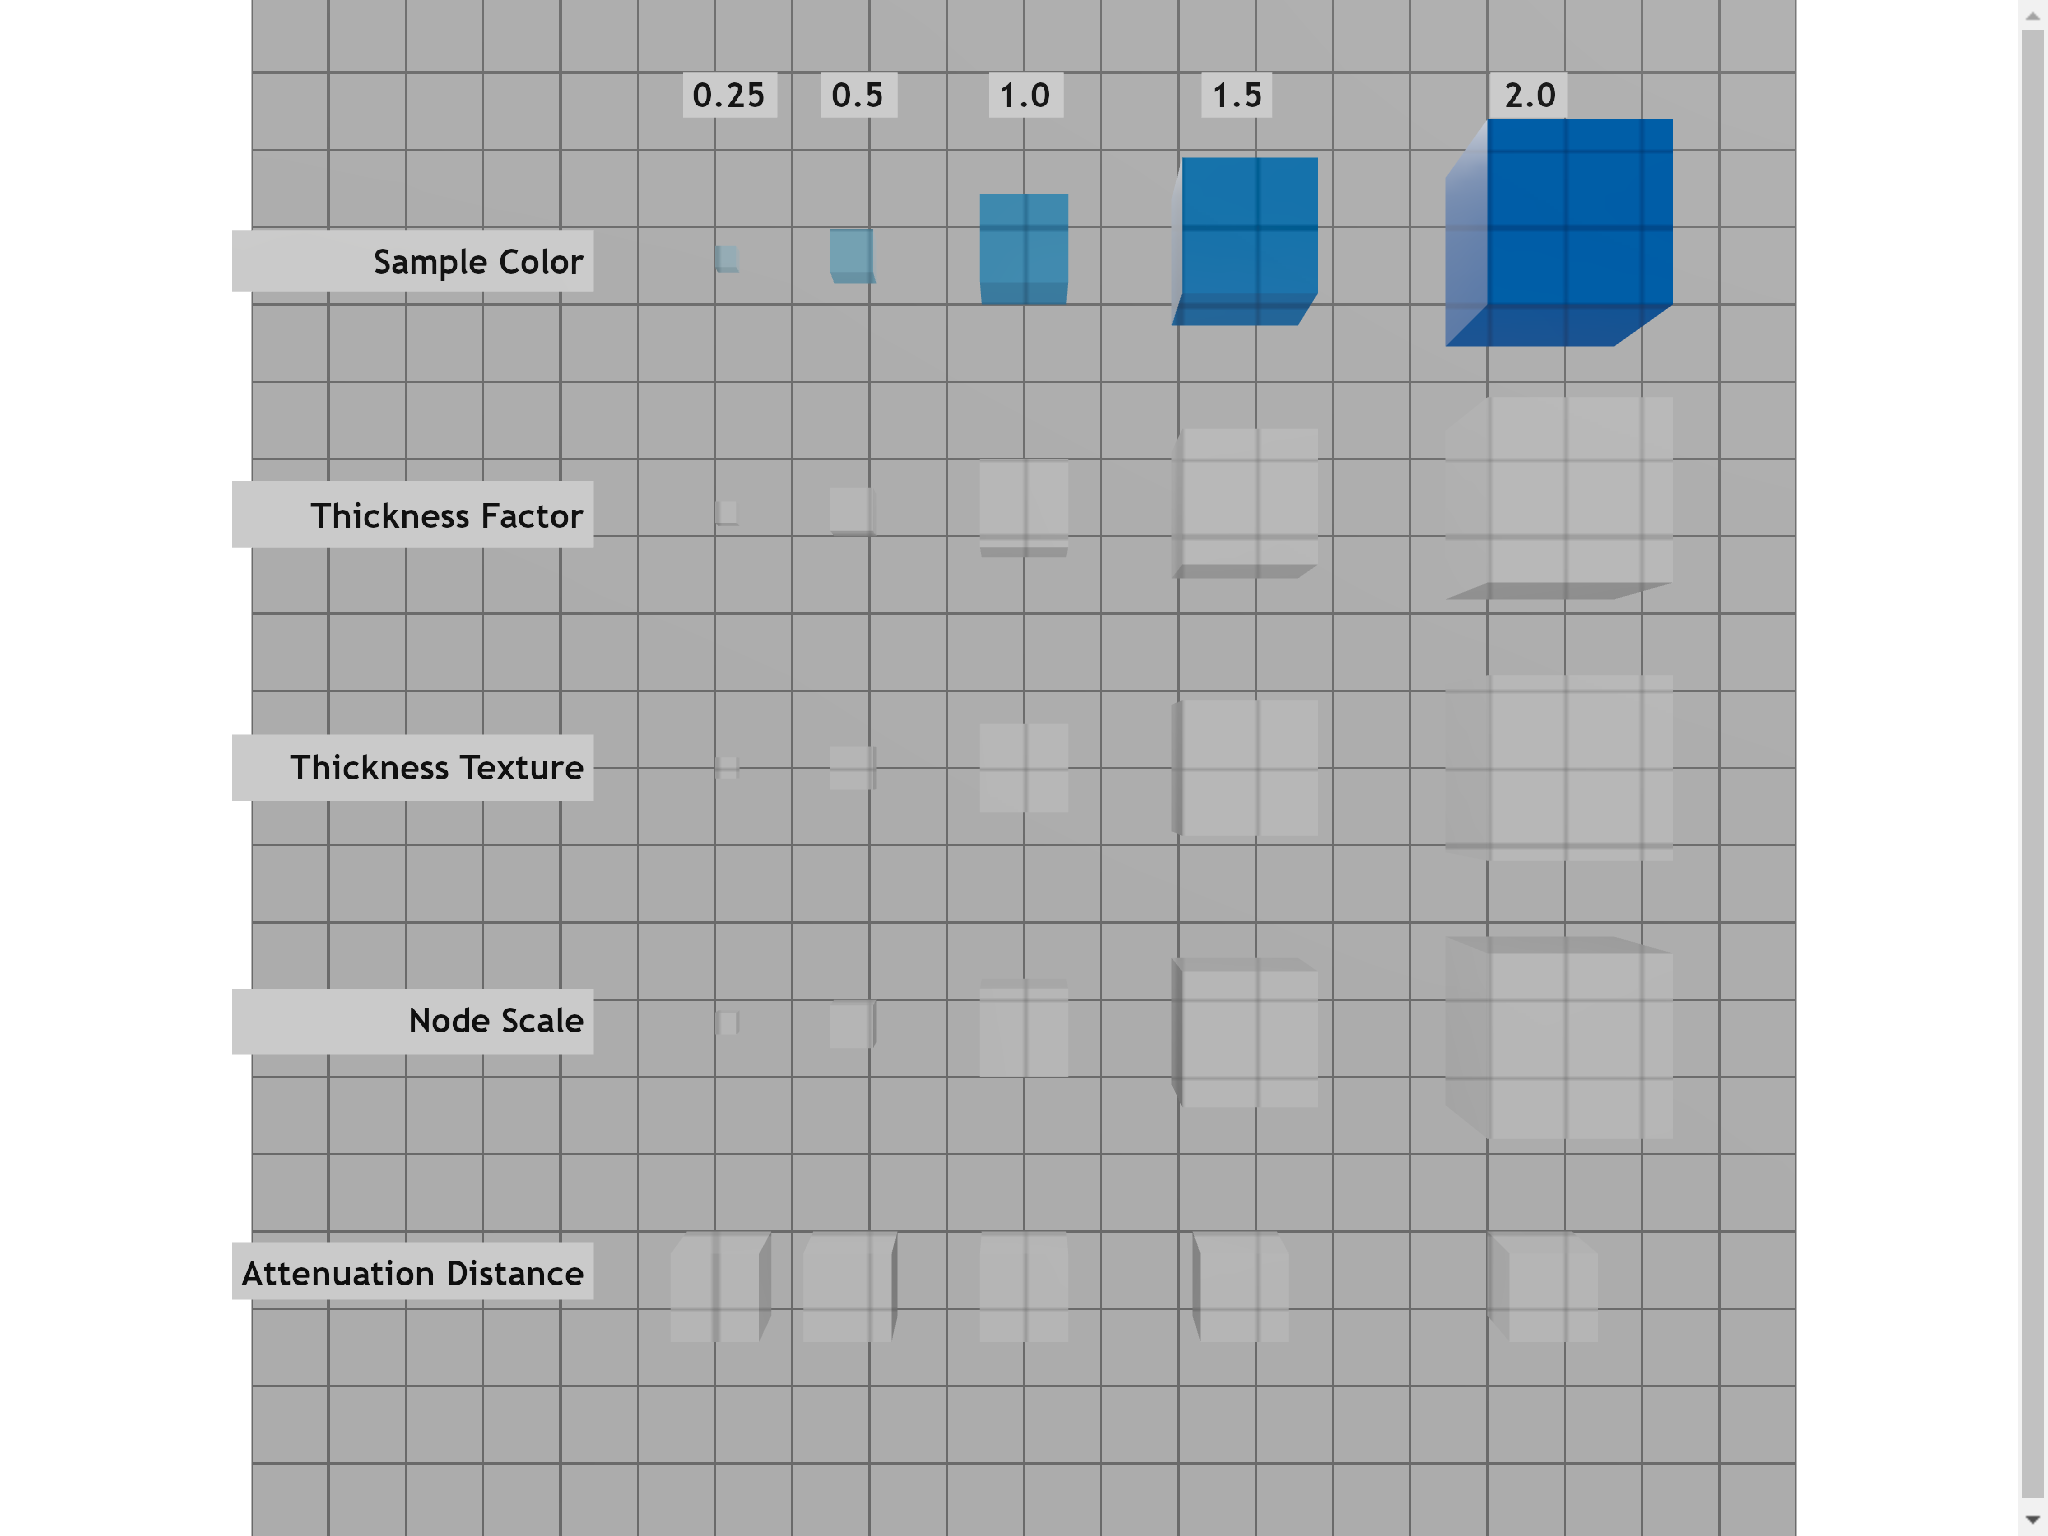 0.25 0.5 1.0 1.5 2.0
Sample Color
Thickness Factor
Thickness Texture
Node Scale
Attenuation Distance